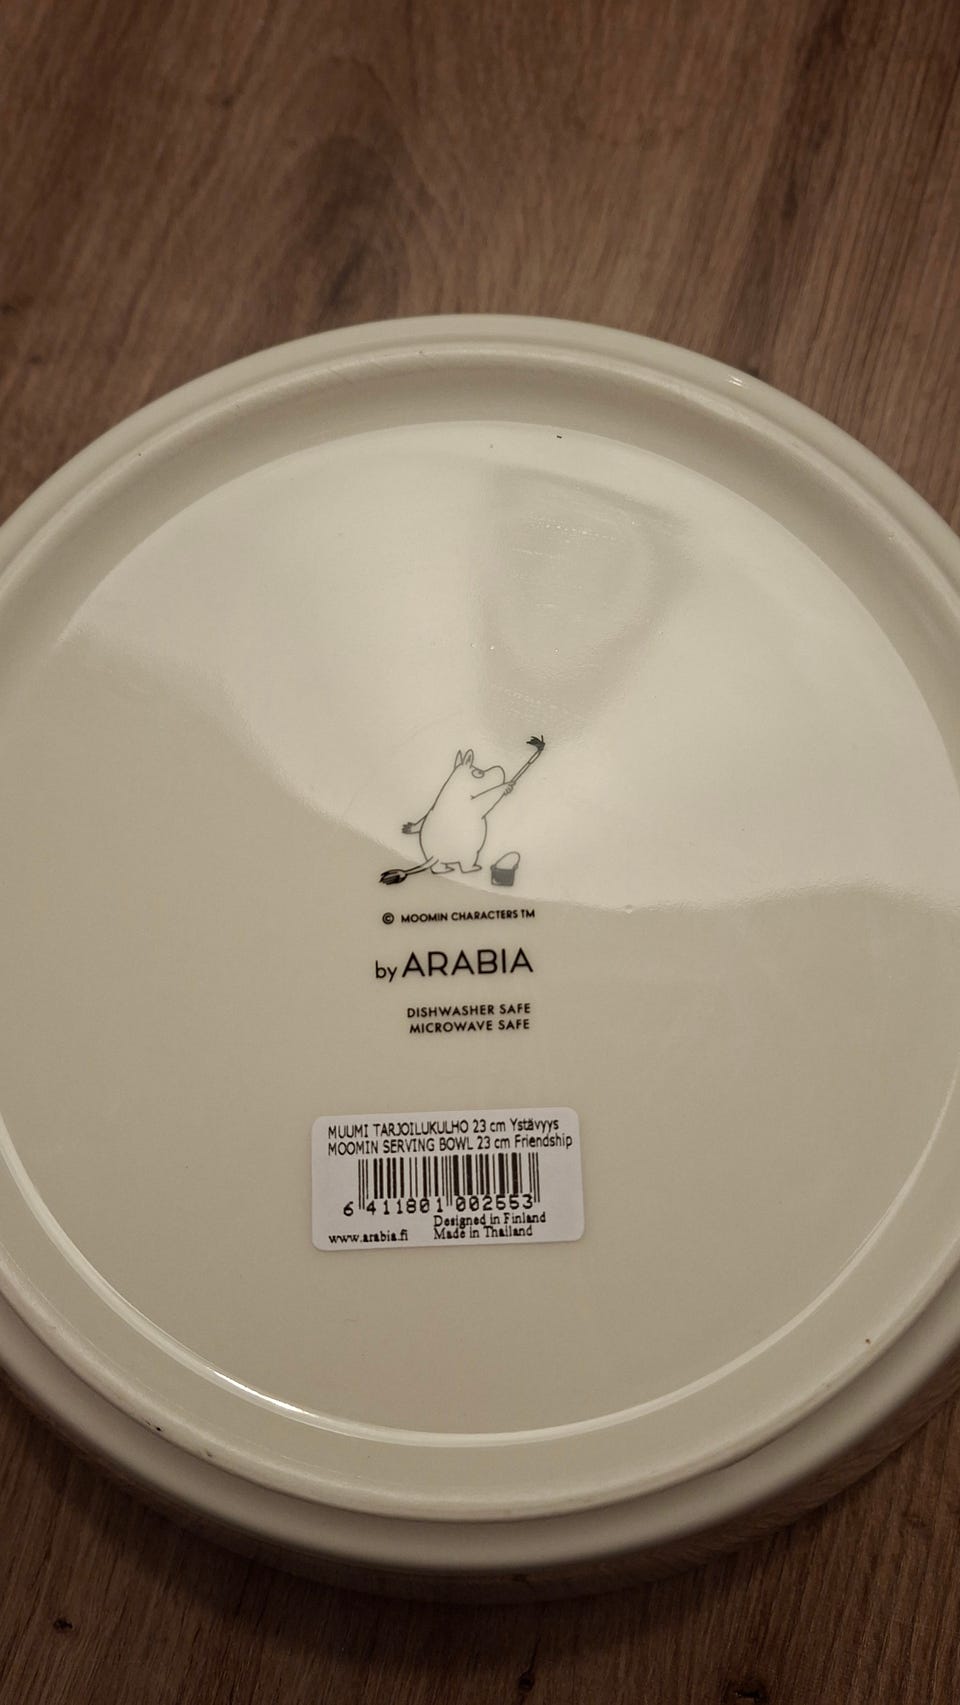 © MOOMIN CHARACTERS TM
by ARABIA
DISHWASHER SAFE
MICROWAVE SAFE
MUUMI TARJOILUKULHO 23 cm Ystävyys
MOOMIN SERVING BOWL 23 cm Friendship
6 411801 002553
Designed in Finland
www.arabia.fi Made in Thailand